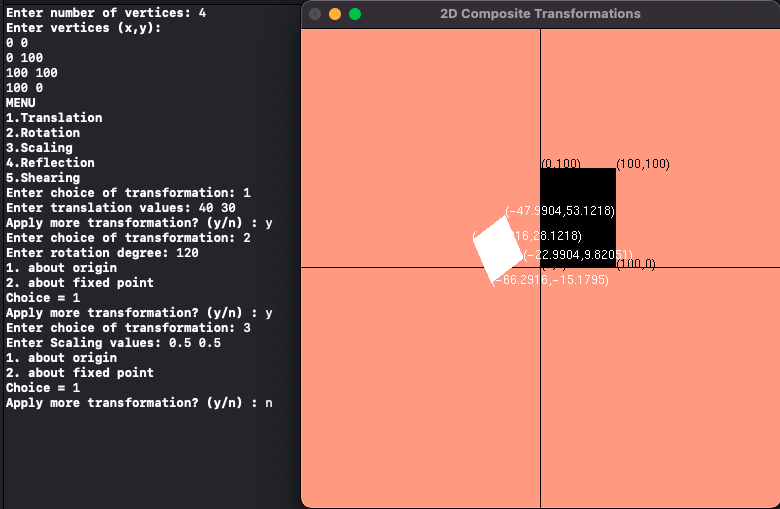 Enter number of vertices: 4
Enter vertices (x,y):
0 0
0 100
100 100
100 0
MENU
1.Translation
2.Rotation
3.Scaling
4.Reflection
5.Shearing
Enter choice of transformation: 1
Enter translation values: 40 30
Apply more transformation? (y/n) : y
Enter choice of transformation: 2
Enter rotation degree: 120
1. about origin
2. about fixed point
Choice = 1
Apply more transformation? (y/n) : y
Enter choice of transformation: 3
Enter Scaling values: 0.5 0.5
1. about origin
2. about fixed point
Choice = 1
Apply more transformation? (y/n) : n
2D Composite Transformations
(0,100)
(100,100)
(-47.9904,53.1218)
916,28.1218)
(-22.9904,9.82051)
(100,0)
(-66.2916,-15.1795)